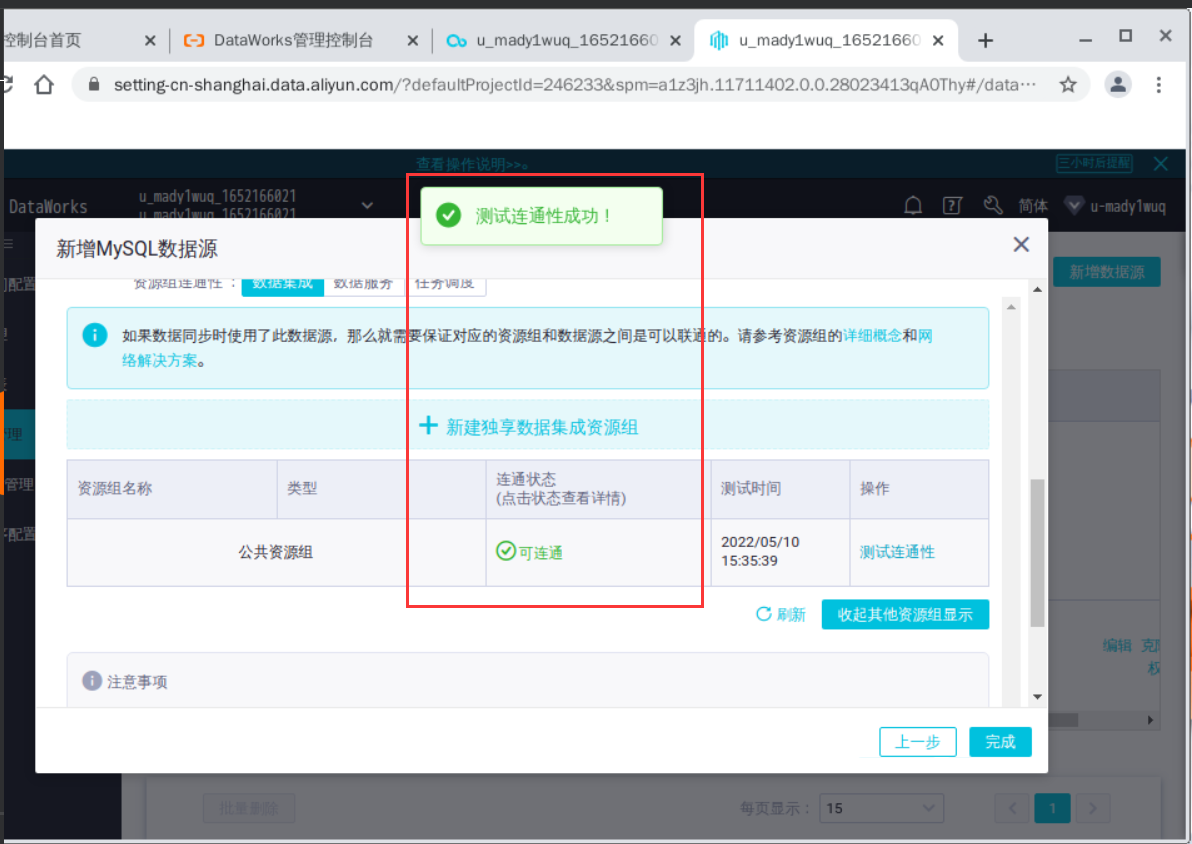 控制台首页
DataWorks管理控制台
u_mady1wuq_16521660
u_mady1wuq_16521660
setting-cn-shanghai.data.aliyun.com/?defaultProjectId=246233&spm=a1z3jh.11711402.0.0.28023413qA0Thy#/data…
查看操作说明>>。
三小时后提醒
DataWorks
u_mady1wuq_1652166021
u_mady1wuq_1652166021
简体
u-mady1wuq
测试连通性成功！
新增MySQL数据源
新增数据源
资源组连通性 :
数据集成
数据服务
任务调度
配置
如果数据同步时使用了此数据源，那么就需要保证对应的资源组和数据源之间是可以联通的。请参考资源组的详细概念和网
络解决方案。
新建独享数据集成资源组
管理
配置
资源组名称
类型
连通状态
(点击状态查看详情)
测试时间
操作
公共资源组
可连通
2022/05/10
15:35:39
测试连通性
刷新
收起其他资源组显示
编辑
权
注意事项
上一步
完成
批量删除
每页显示：
15
1